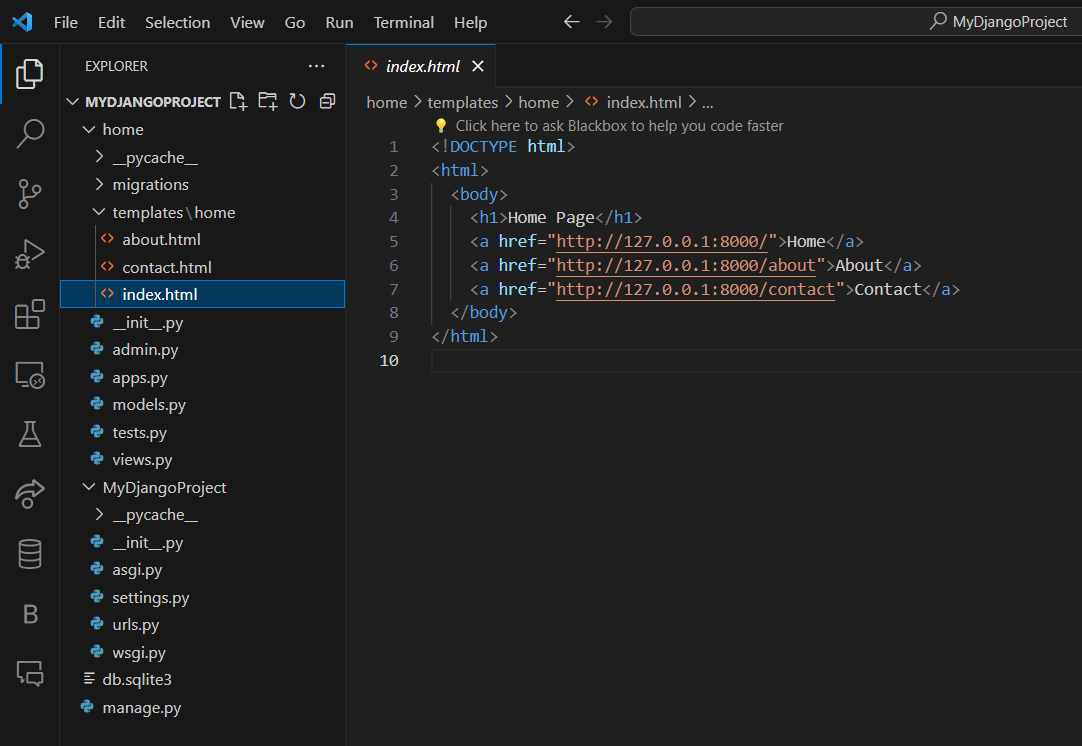 File Edit Selection View Go Run Terminal Help MyDjangoProject
EXPLORER
MYDJANGOPROJECT
home
__pycache__
migrations
templates\home
about.html
contact.html
index.html
__init__.py
admin.py
apps.py
models.py
tests.py
views.py
MyDjangoProject
__pycache__
__init__.py
asgi.py
settings.py
urls.py
wsgi.py
db.sqlite3
manage.py
B
index.html
home > templates > home > index.html > ...
Click here to ask Blackbox to help you code faster
1 <!DOCTYPE html>
2 <html>
3 <body>
4 <h1>Home Page</h1>
5 <a href="http://127.0.0.1:8000/">Home</a>
6 <a href="http://127.0.0.1:8000/about">About</a>
7 <a href="http://127.0.0.1:8000/contact">Contact</a>
8 </body>
9 </html>
10